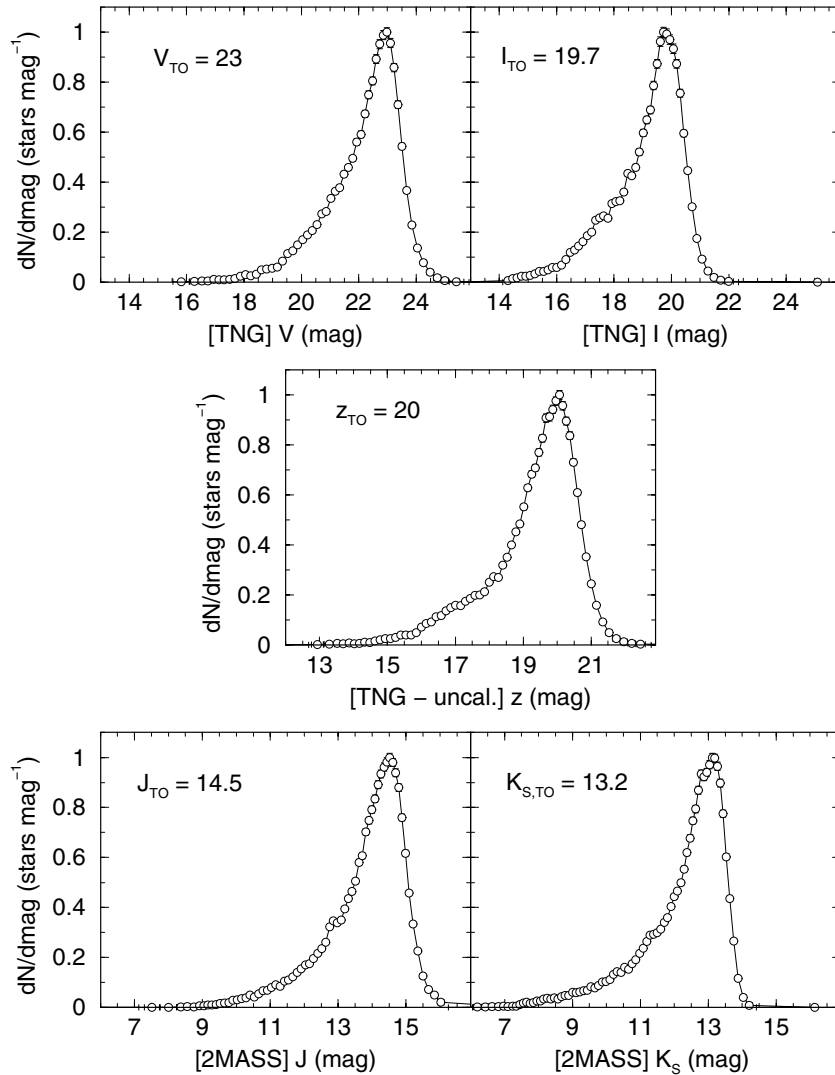 dN/dmag (stars mag⁻¹)
1
0.8
0.6
0.4
0.2
0
V_TO = 23
I_TO = 19.7
14 16 18 20 22 24
14 16 18 20 22 24
[TNG] V (mag)
[TNG] I (mag)
dN/dmag (stars mag⁻¹)
1
0.8
0.6
0.4
0.2
0
z_TO = 20
13 15 17 19 21
[TNG − uncal.] z (mag)
dN/dmag (stars mag⁻¹)
1
0.8
0.6
0.4
0.2
0
J_TO = 14.5
K_S,TO = 13.2
7 9 11 13 15
7 9 11 13 15
[2MASS] J (mag)
[2MASS] K_S (mag)